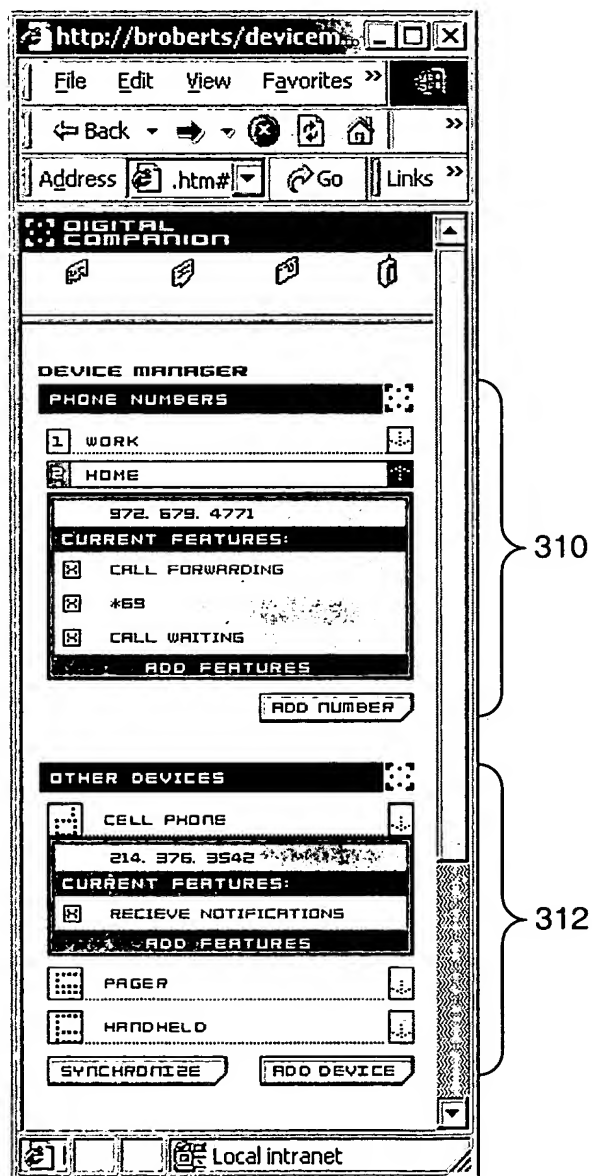 http://broberts/devicem
File Edit View Favorites »
Back »
Address .htm# Go Links »
DIGITAL
COMPANION
DEVICE MANAGER
PHONE NUMBERS
1 WORK
2 HOME
972. 679. 4771
CURRENT FEATURES:
CALL FORWARDING
*69
CALL WAITING
ADD FEATURES
ADD NUMBER
310
OTHER DEVICES
CELL PHONE
214. 376. 3542
CURRENT FEATURES:
RECIEVE NOTIFICATIONS
ADD FEATURES
312
PAGER
HANDHELD
SYNCHRONIZE ADD DEVICE
Local intranet